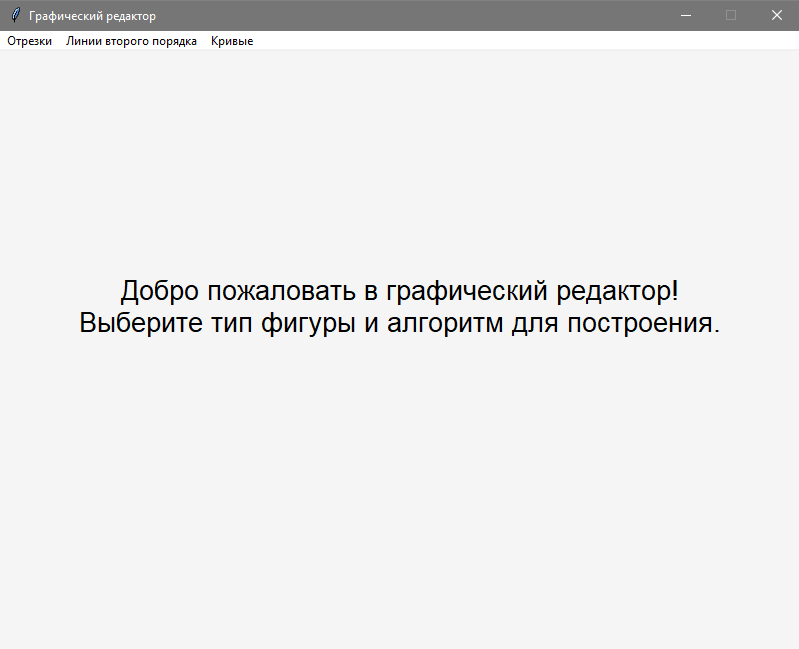 Графический редактор
Отрезки Линии второго порядка Кривые
Добро пожаловать в графический редактор!
Выберите тип фигуры и алгоритм для построения.